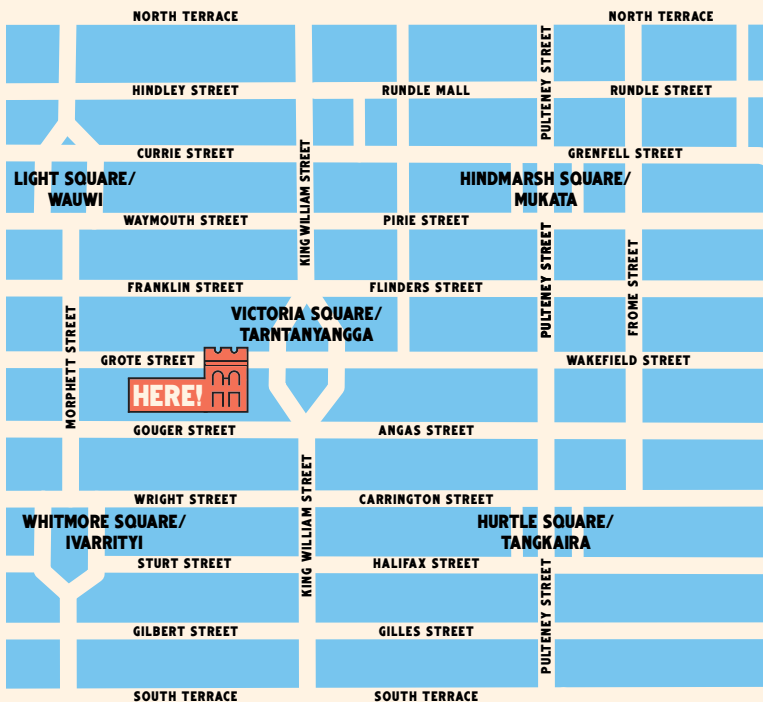 NORTH TERRACE
NORTH TERRACE
PULTENEY STREET
HINDLEY STREET
RUNDLE MALL
RUNDLE STREET
CURRIE STREET
GRENFELL STREET
KING WILLIAM STREET
LIGHT SQUARE/
WAUWI
HINDMARSH SQUARE/
MUKATA
WAYMOUTH STREET
PIRIE STREET
PULTENEY STREET
FROME STREET
FRANKLIN STREET
FLINDERS STREET
VICTORIA SQUARE/
TARNTANYANGGA
MORPHETT STREET
GROTE STREET
WAKEFIELD STREET
HERE!
GOUGER STREET
ANGAS STREET
KING WILLIAM STREET
WRIGHT STREET
CARRINGTON STREET
WHITMORE SQUARE/
IVARRITYI
HURTLE SQUARE/
TANGKAIRA
STURT STREET
HALIFAX STREET
PULTENEY STREET
GILBERT STREET
GILLES STREET
SOUTH TERRACE
SOUTH TERRACE